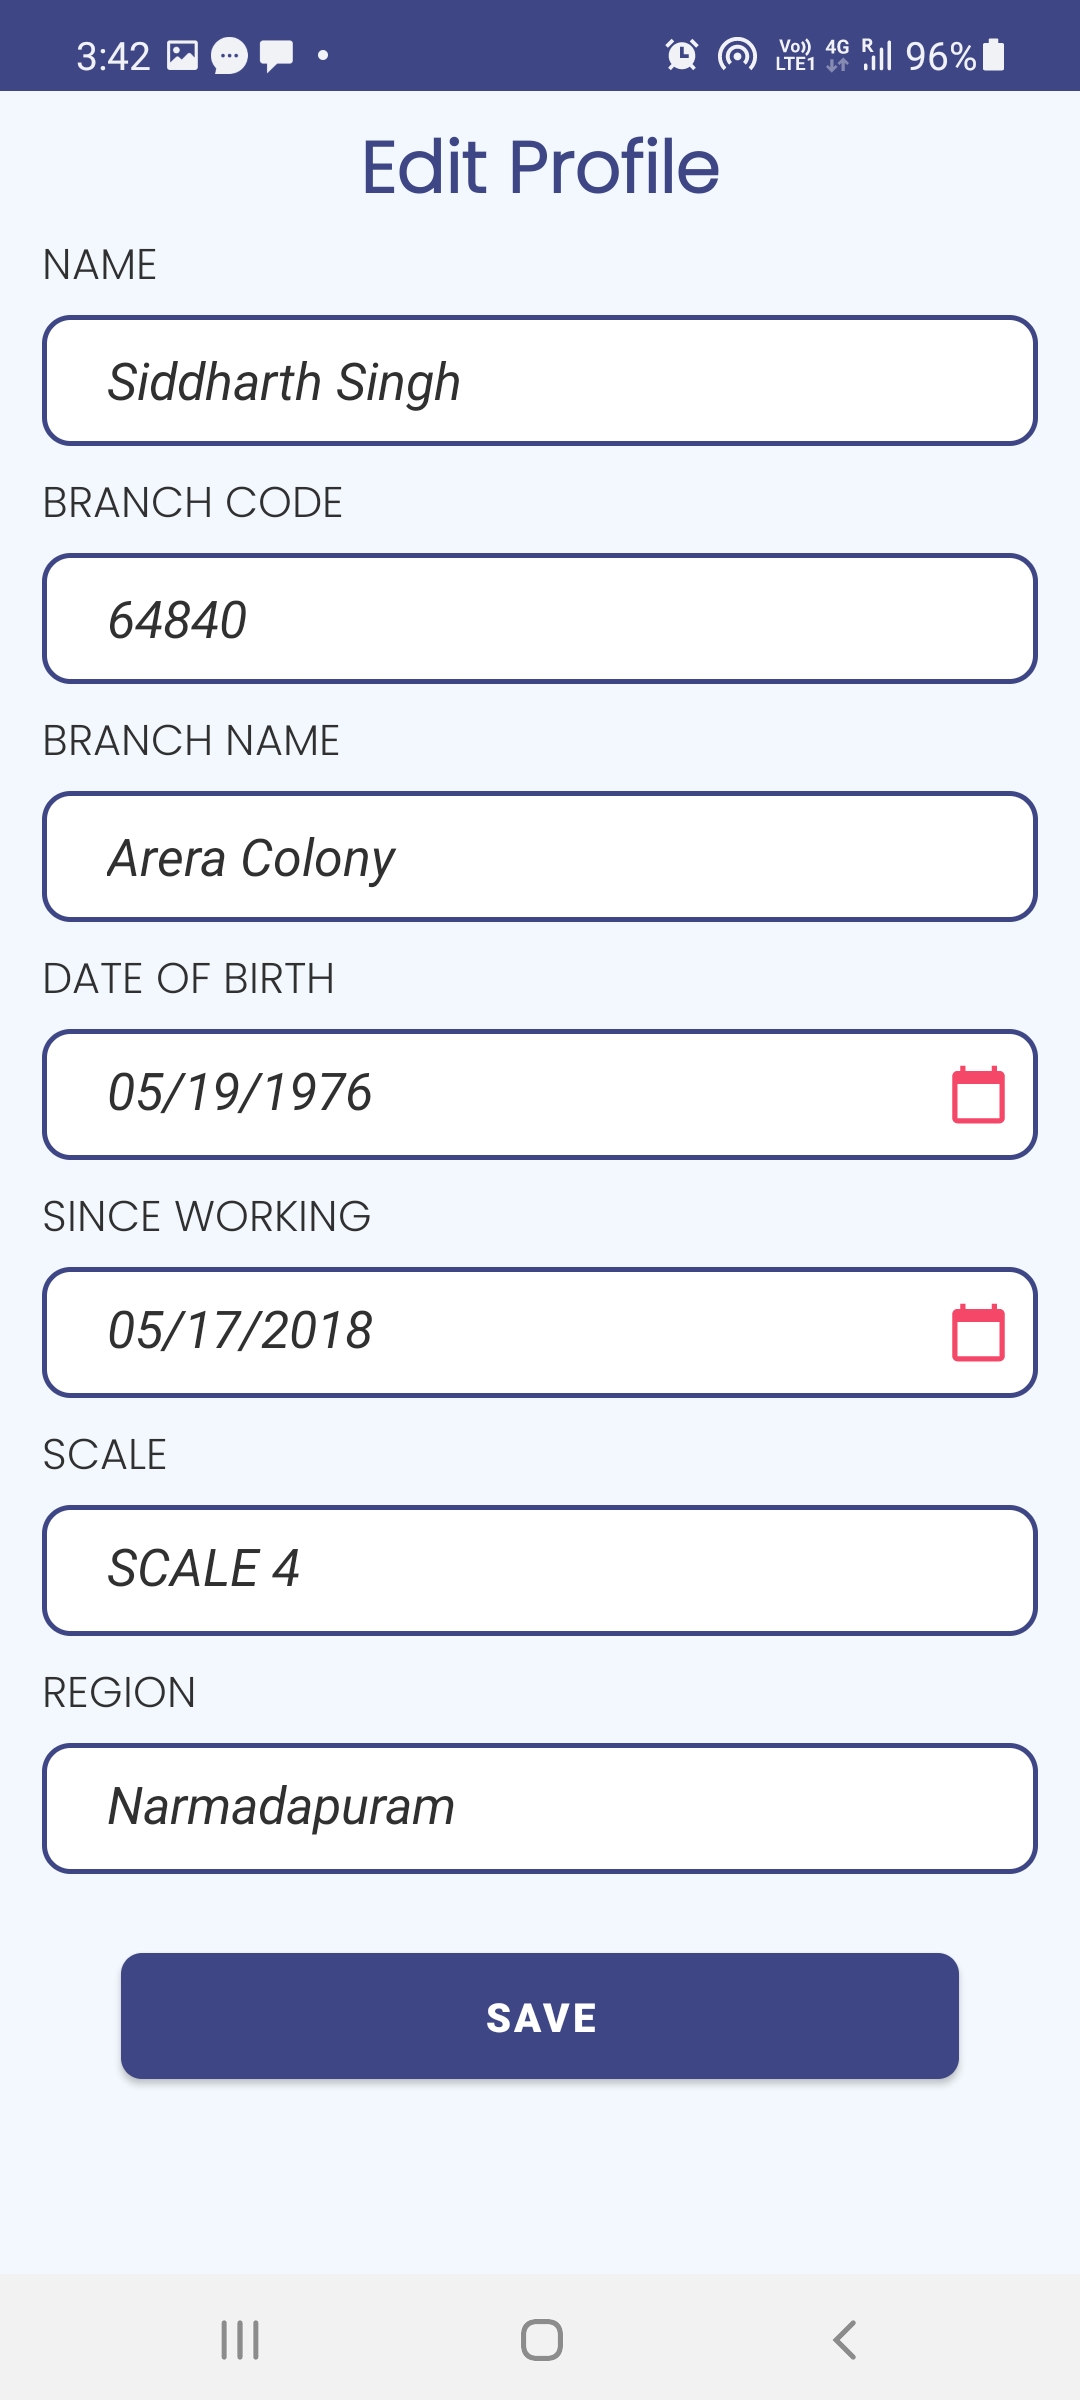 3:42 Vo)) LTE1 4G R 96%
Edit Profile
NAME
Siddharth Singh
BRANCH CODE
64840
BRANCH NAME
Arera Colony
DATE OF BIRTH
05/19/1976
SINCE WORKING
05/17/2018
SCALE
SCALE 4
REGION
Narmadapuram
SAVE